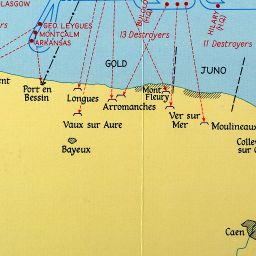 GLASGOW
GEO. LEYGUES
MONTCALM
ARKANSAS
13 Destroyers
(HQ)
11 Destroyers
GOLD
JUNO
Port en
Bessin
Longues
Arromanches
Mont
Fleury
Vaux sur Aure
Ver sur
Mer
Moulineaux
Bayeux
Caen